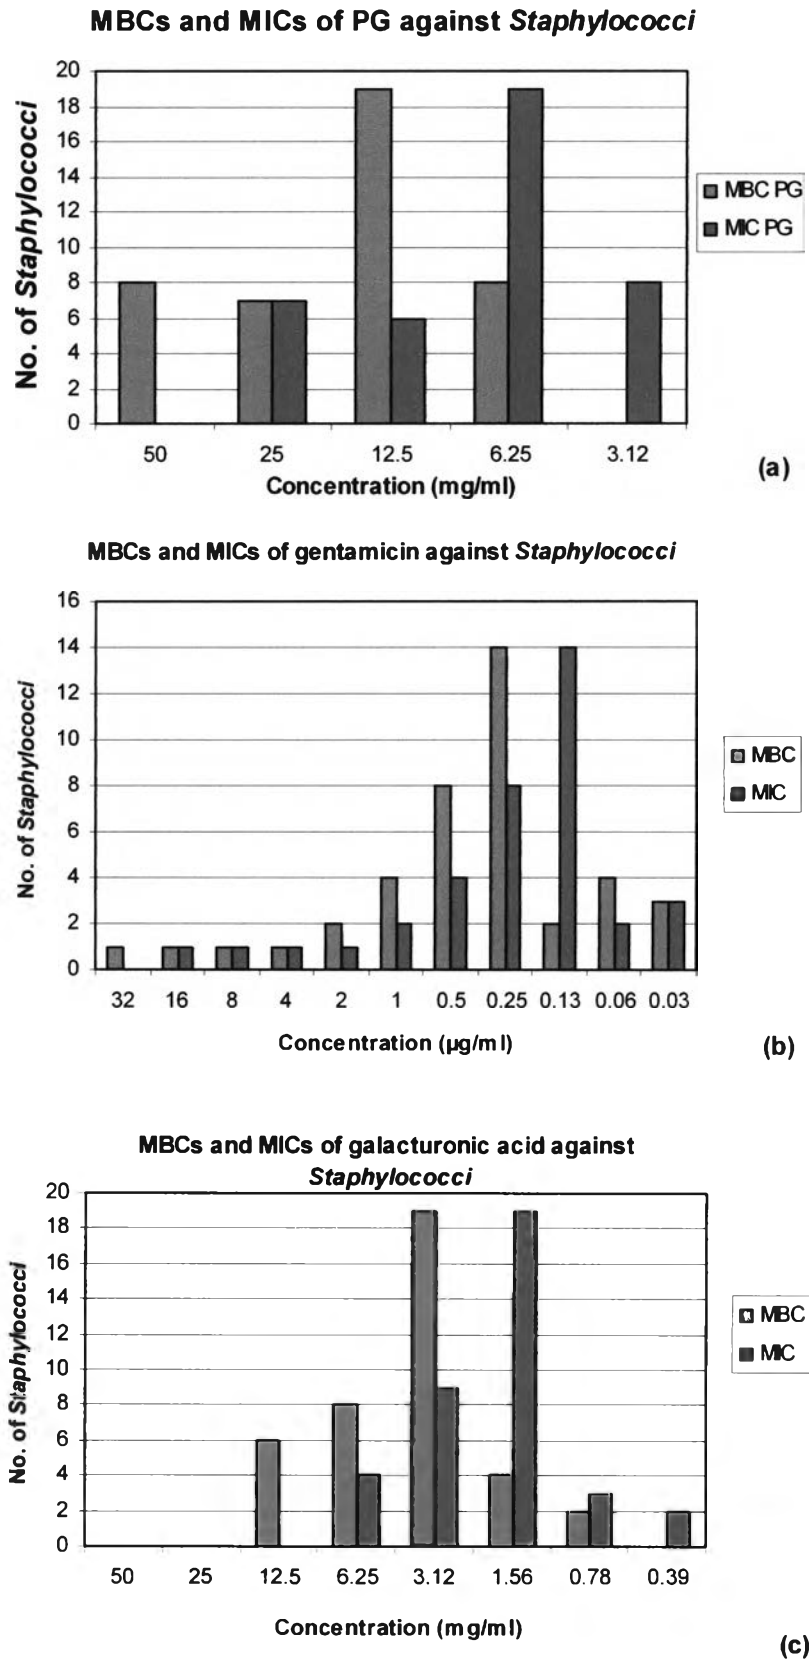 MBCs and MICs of PG against Staphylococci
20
18
16
14
12
10
8
6
4
2
0
No. of Staphylococci
50 25 12.5 6.25 3.12
Concentration (mg/ml)
MBC PG
MIC PG
(a)
MBCs and MICs of gentamicin against Staphylococci
16
14
12
10
8
6
4
2
0
No. of Staphylococci
32 16 8 4 2 1 0.5 0.25 0.13 0.06 0.03
Concentration (µg/ml)
MBC
MIC
(b)
MBCs and MICs of galacturonic acid against
Staphylococci
20
18
16
14
12
10
8
6
4
2
0
No. of Staphylococci
50 25 12.5 6.25 3.12 1.56 0.78 0.39
Concentration (mg/ml)
MBC
MIC
(c)